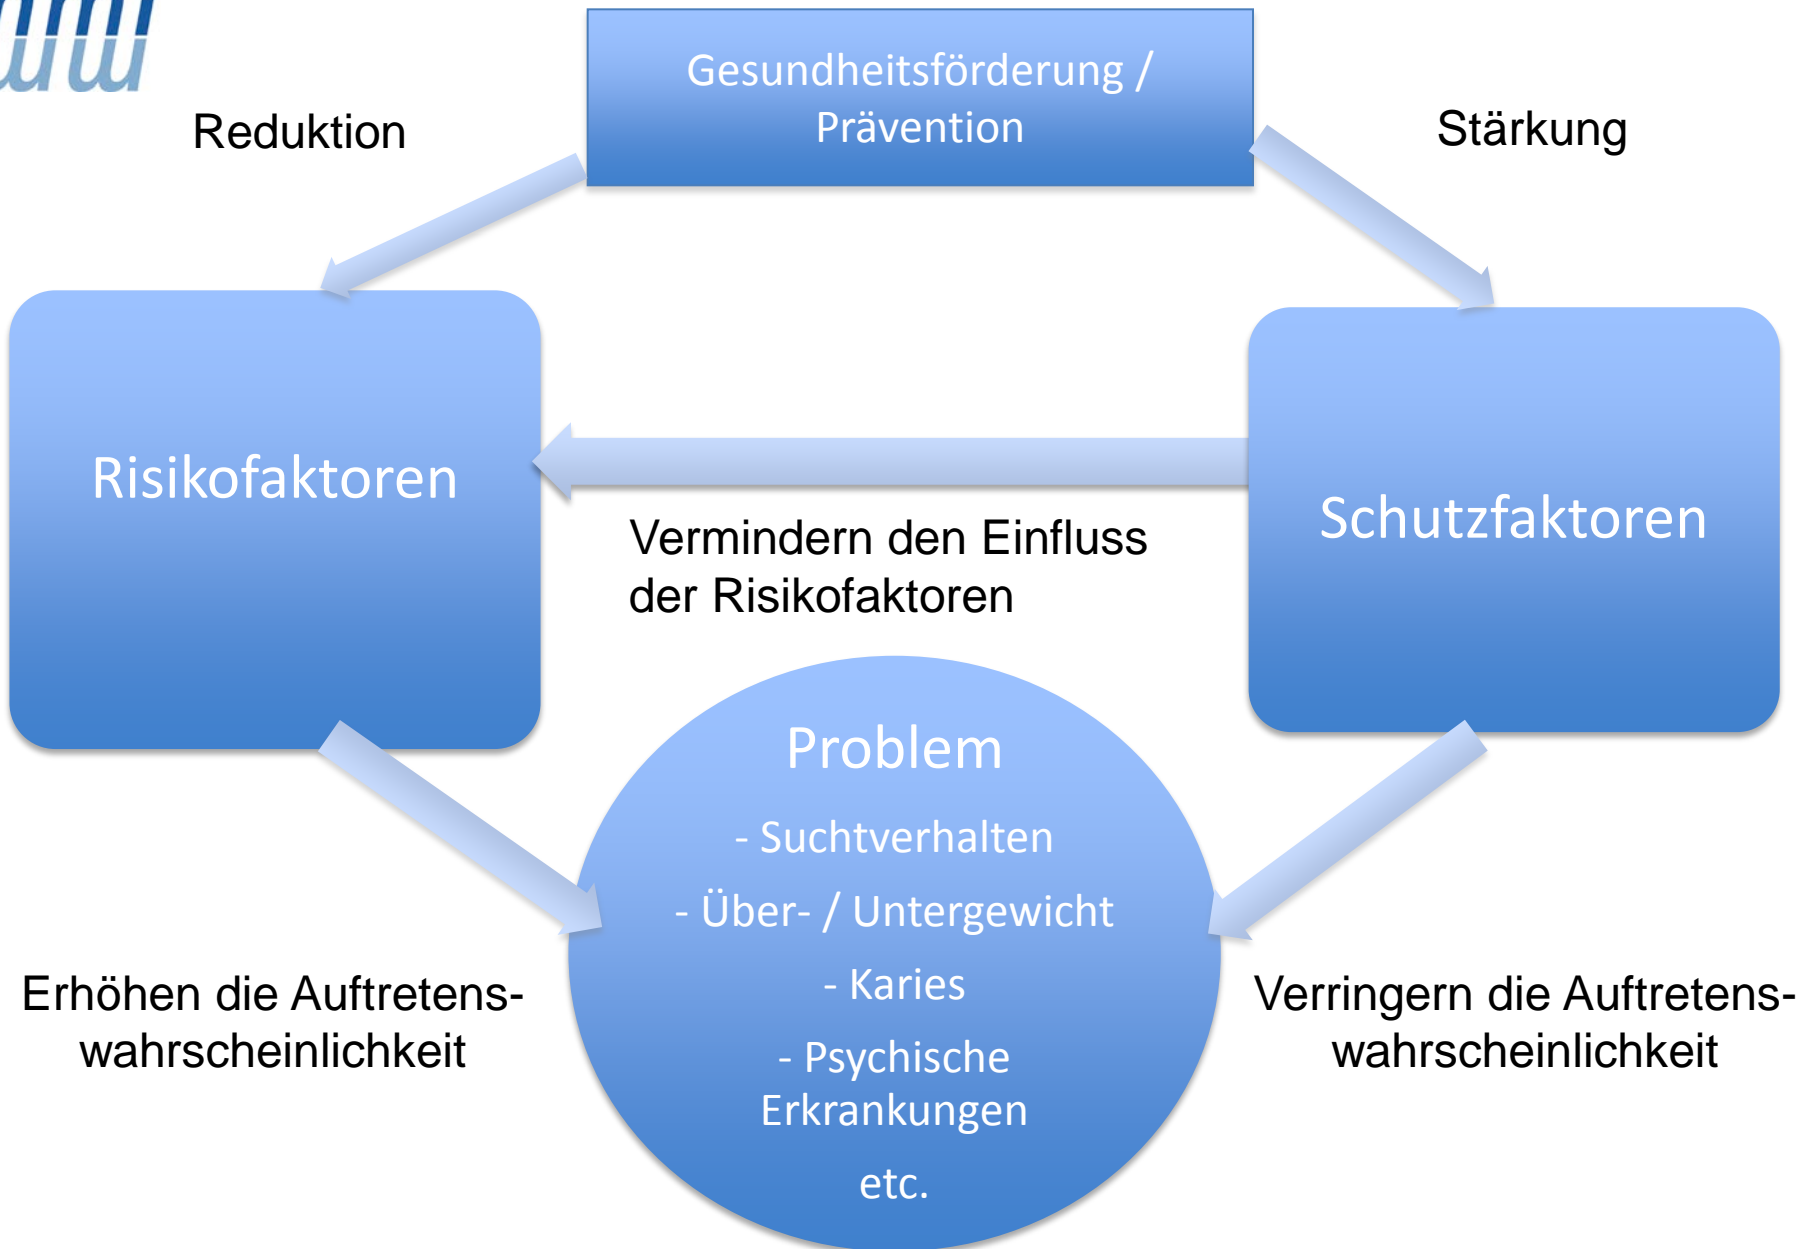 Gesundheitsförderung /
Prävention
Reduktion
Stärkung
Risikofaktoren
Schutzfaktoren
Vermindern den Einfluss
der Risikofaktoren
Problem
- Suchtverhalten
- Über- / Untergewicht
- Karies
- Psychische
Erkrankungen
etc.
Erhöhen die Auftretens-
wahrscheinlichkeit
Verringern die Auftretens-
wahrscheinlichkeit